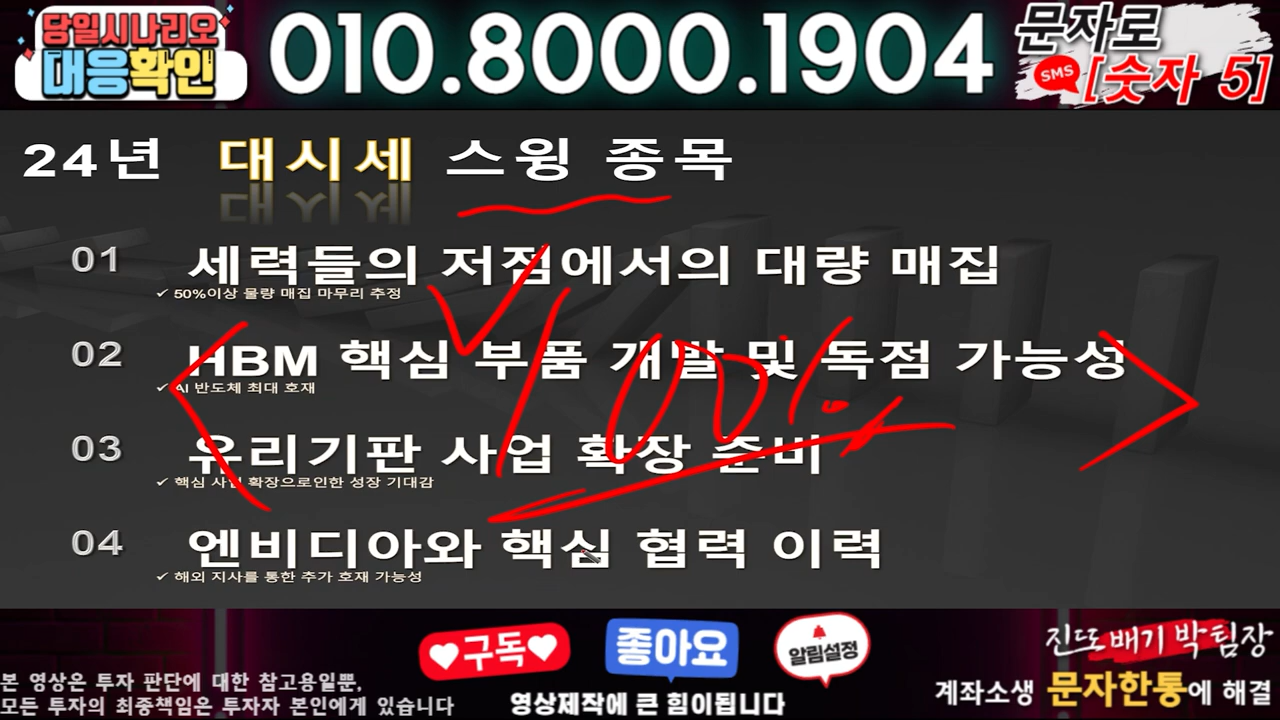 당일시나리오
대응확인
010.8000.1904
문자로
SMS
[숫자 5]
24년 대시세 스윙 종목
01 세력들의 저점에서의 대량 매집
✓ 50%이상 물량 매집 마무리 추정
02 HBM 핵심 부품 개발 및 독점 가능성
✓ AI 반도체 최대 호재
100%
03 유리기판 사업 확장 준비
✓ 핵심 사업 확장으로인한 성장 기대감
04 엔비디아와 핵심 협력 이력
✓ 해외 지사를 통한 추가 호재 가능성
구독
좋아요
알림설정
영상제작에 큰 힘이됩니다
본 영상은 투자 판단에 대한 참고용일뿐,
모든 투자의 최종책임은 투자자 본인에게 있습니다
진또배기 박팀장
계좌소생 문자한통에 해결